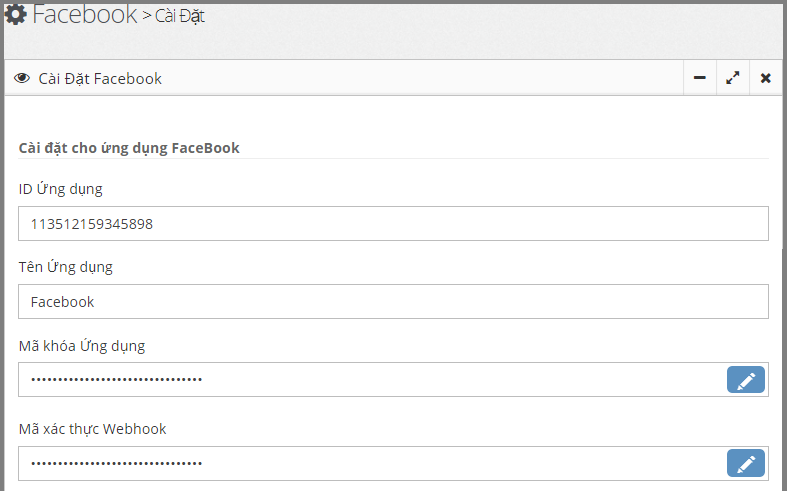 Facebook > Cài Đặt
Cài Đặt Facebook
Cài đặt cho ứng dụng FaceBook
ID Ứng dụng
113512159345898
Tên Ứng dụng
Facebook
Mã khóa Ứng dụng
••••••••••••••••••••••••••••••••
Mã xác thực Webhook
••••••••••••••••••••••••••••••••